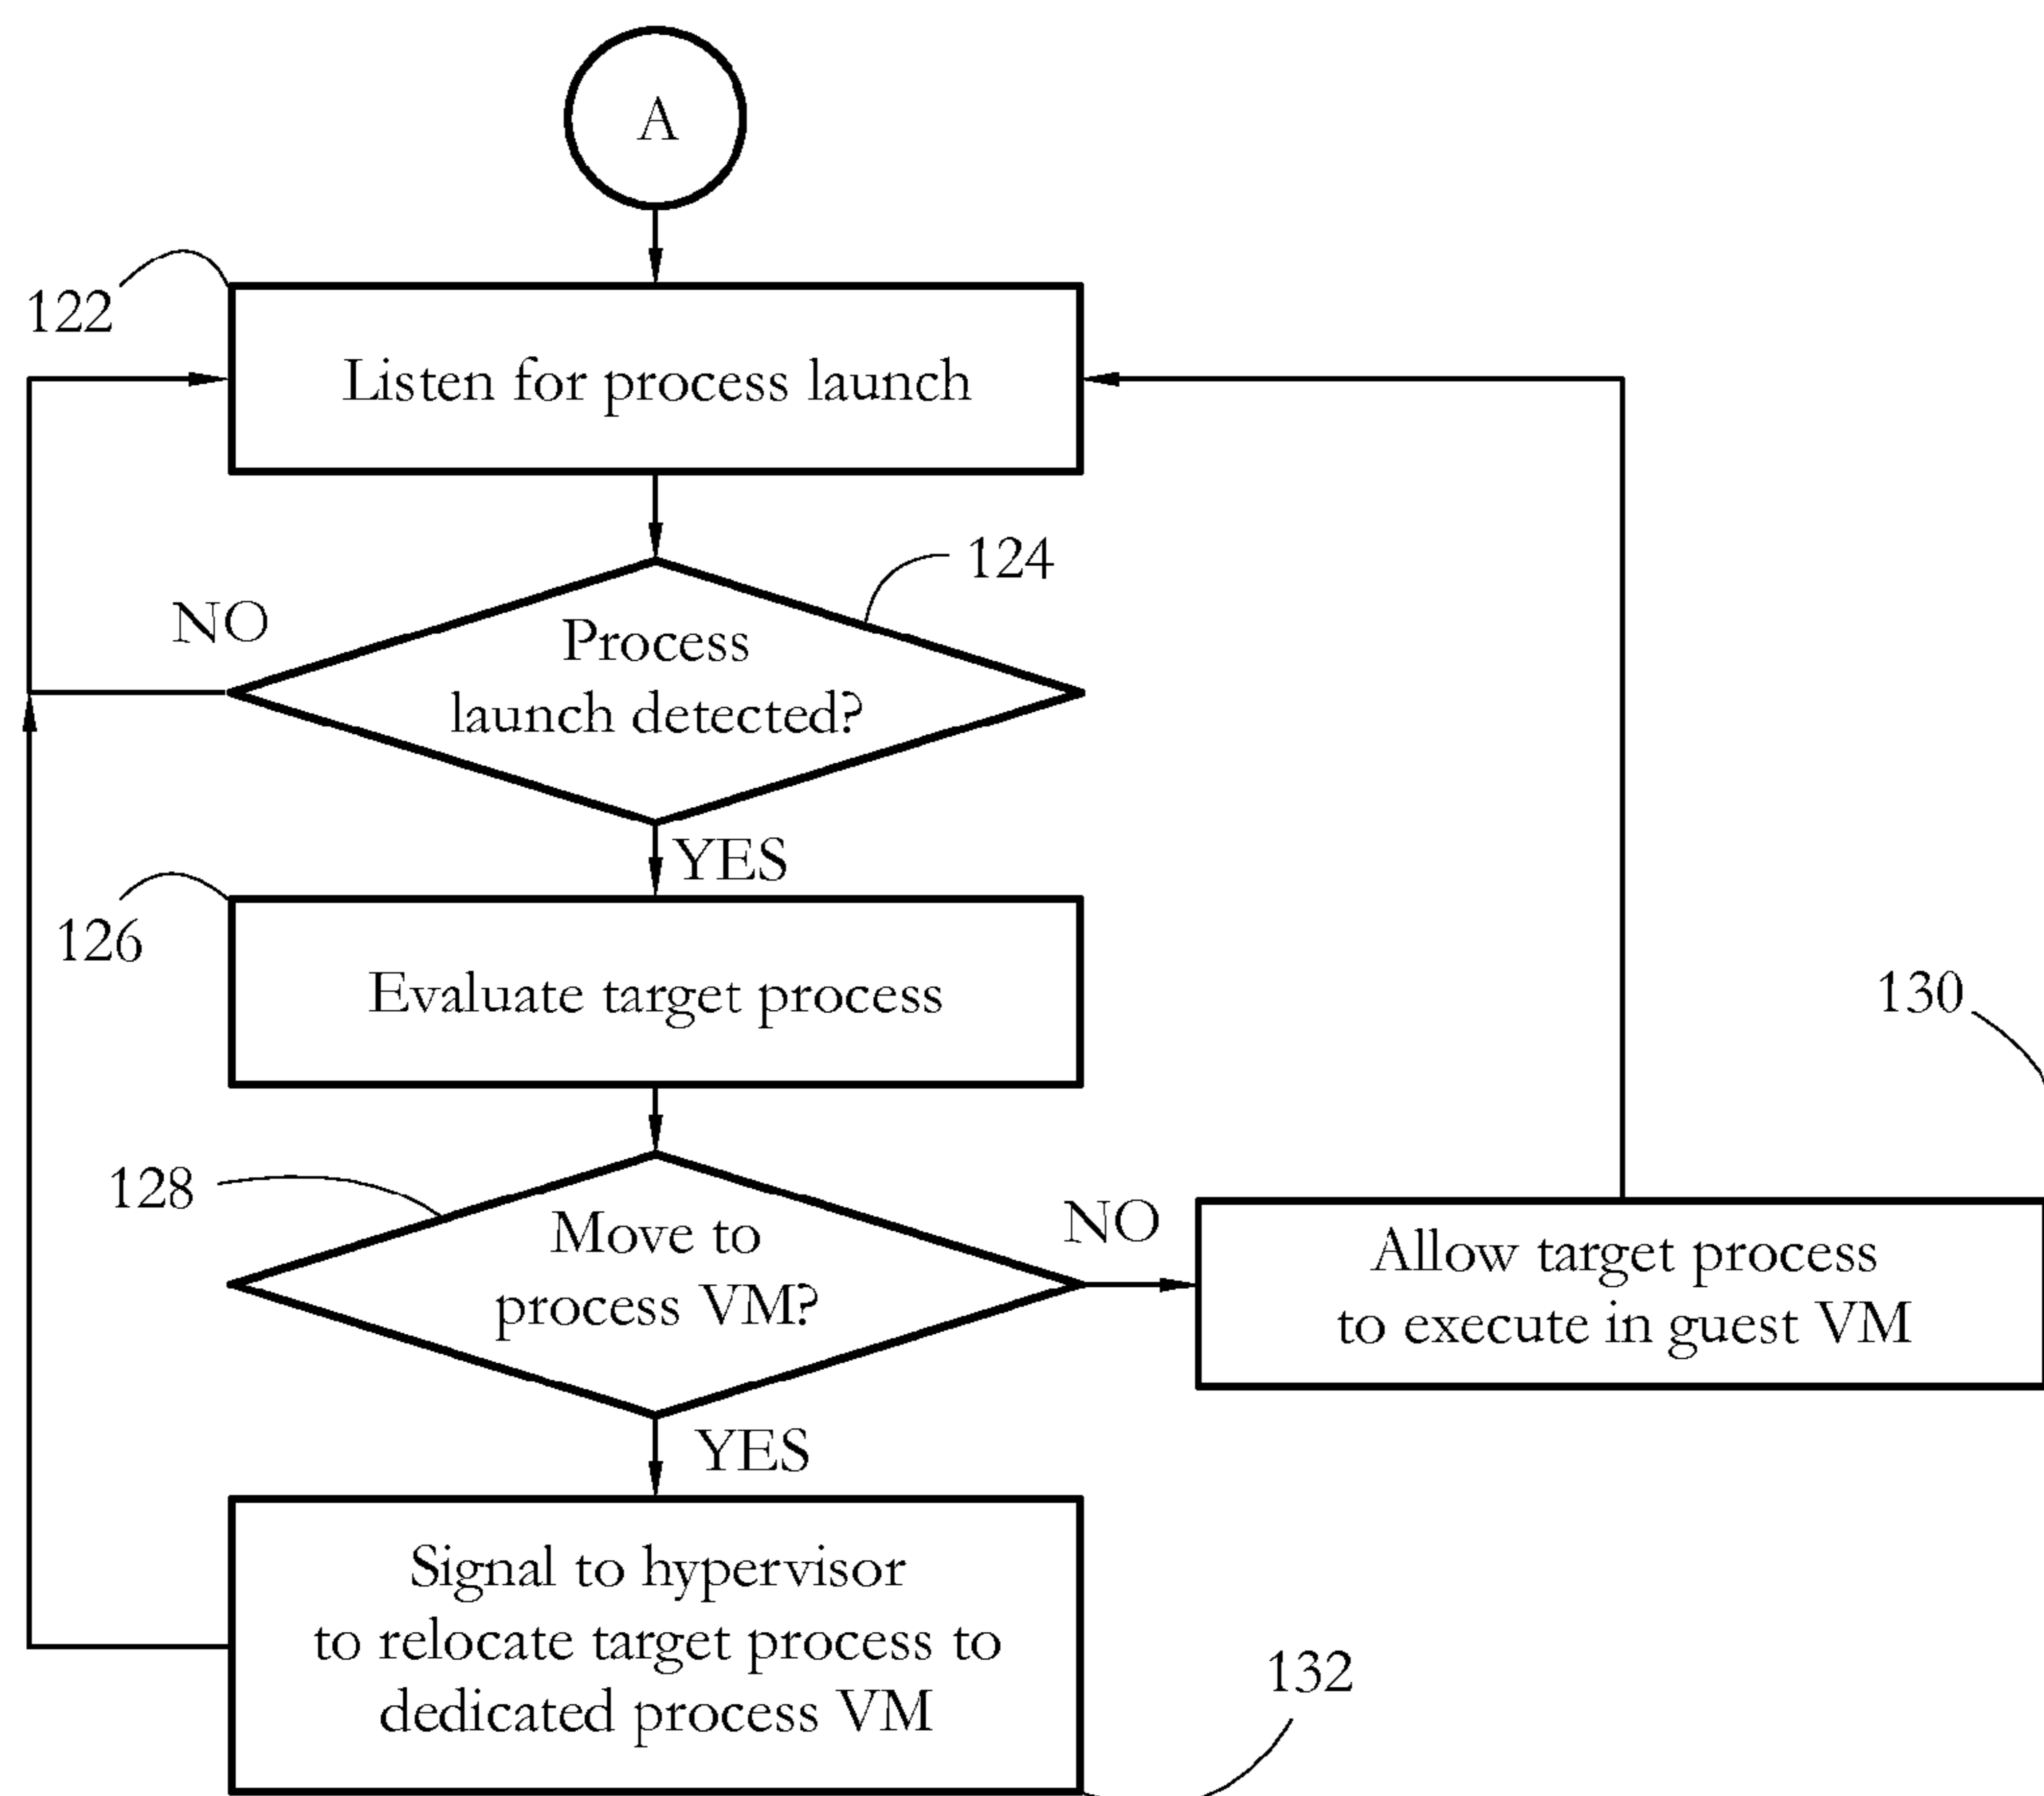 A
122
Listen for process launch
124
NO
Process
launch detected?
YES
126
Evaluate target process
130
128
Move to
process VM?
NO
Allow target process
to execute in guest VM
YES
Signal to hypervisor
to relocate target process to
dedicated process VM
132